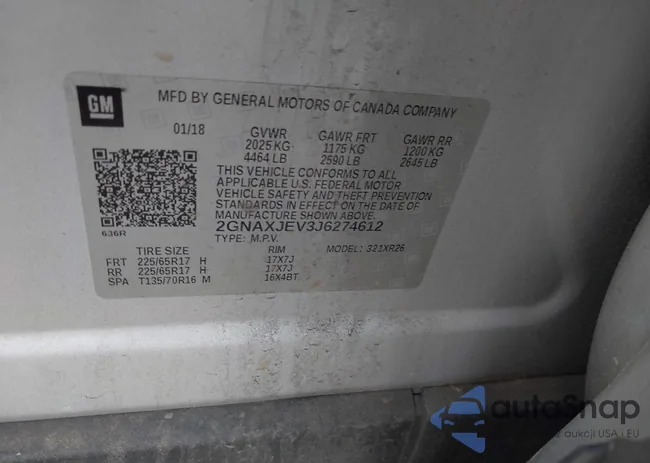 GM
MFD BY GENERAL MOTORS OF CANADA COMPANY
01/18 GVWR GAWR FRT GAWR RR
2025 KG 1175 KG 1200 KG
4464 LB 2590 LB 2645 LB
THIS VEHICLE CONFORMS TO ALL
APPLICABLE U.S. FEDERAL MOTOR
VEHICLE SAFETY AND THEFT PREVENTION
STANDARDS IN EFFECT ON THE DATE OF
MANUFACTURE SHOWN ABOVE.
2GNAXJEV3J6274612
636R
TYPE: M.P.V. MODEL: 321XR26
TIRE SIZE RIM
FRT 225/65R17 H 17X7J
RR 225/65R17 H 17X7J
SPA T135/70R16 M 16X4BT
autoSnap
z aukcji USA i EU